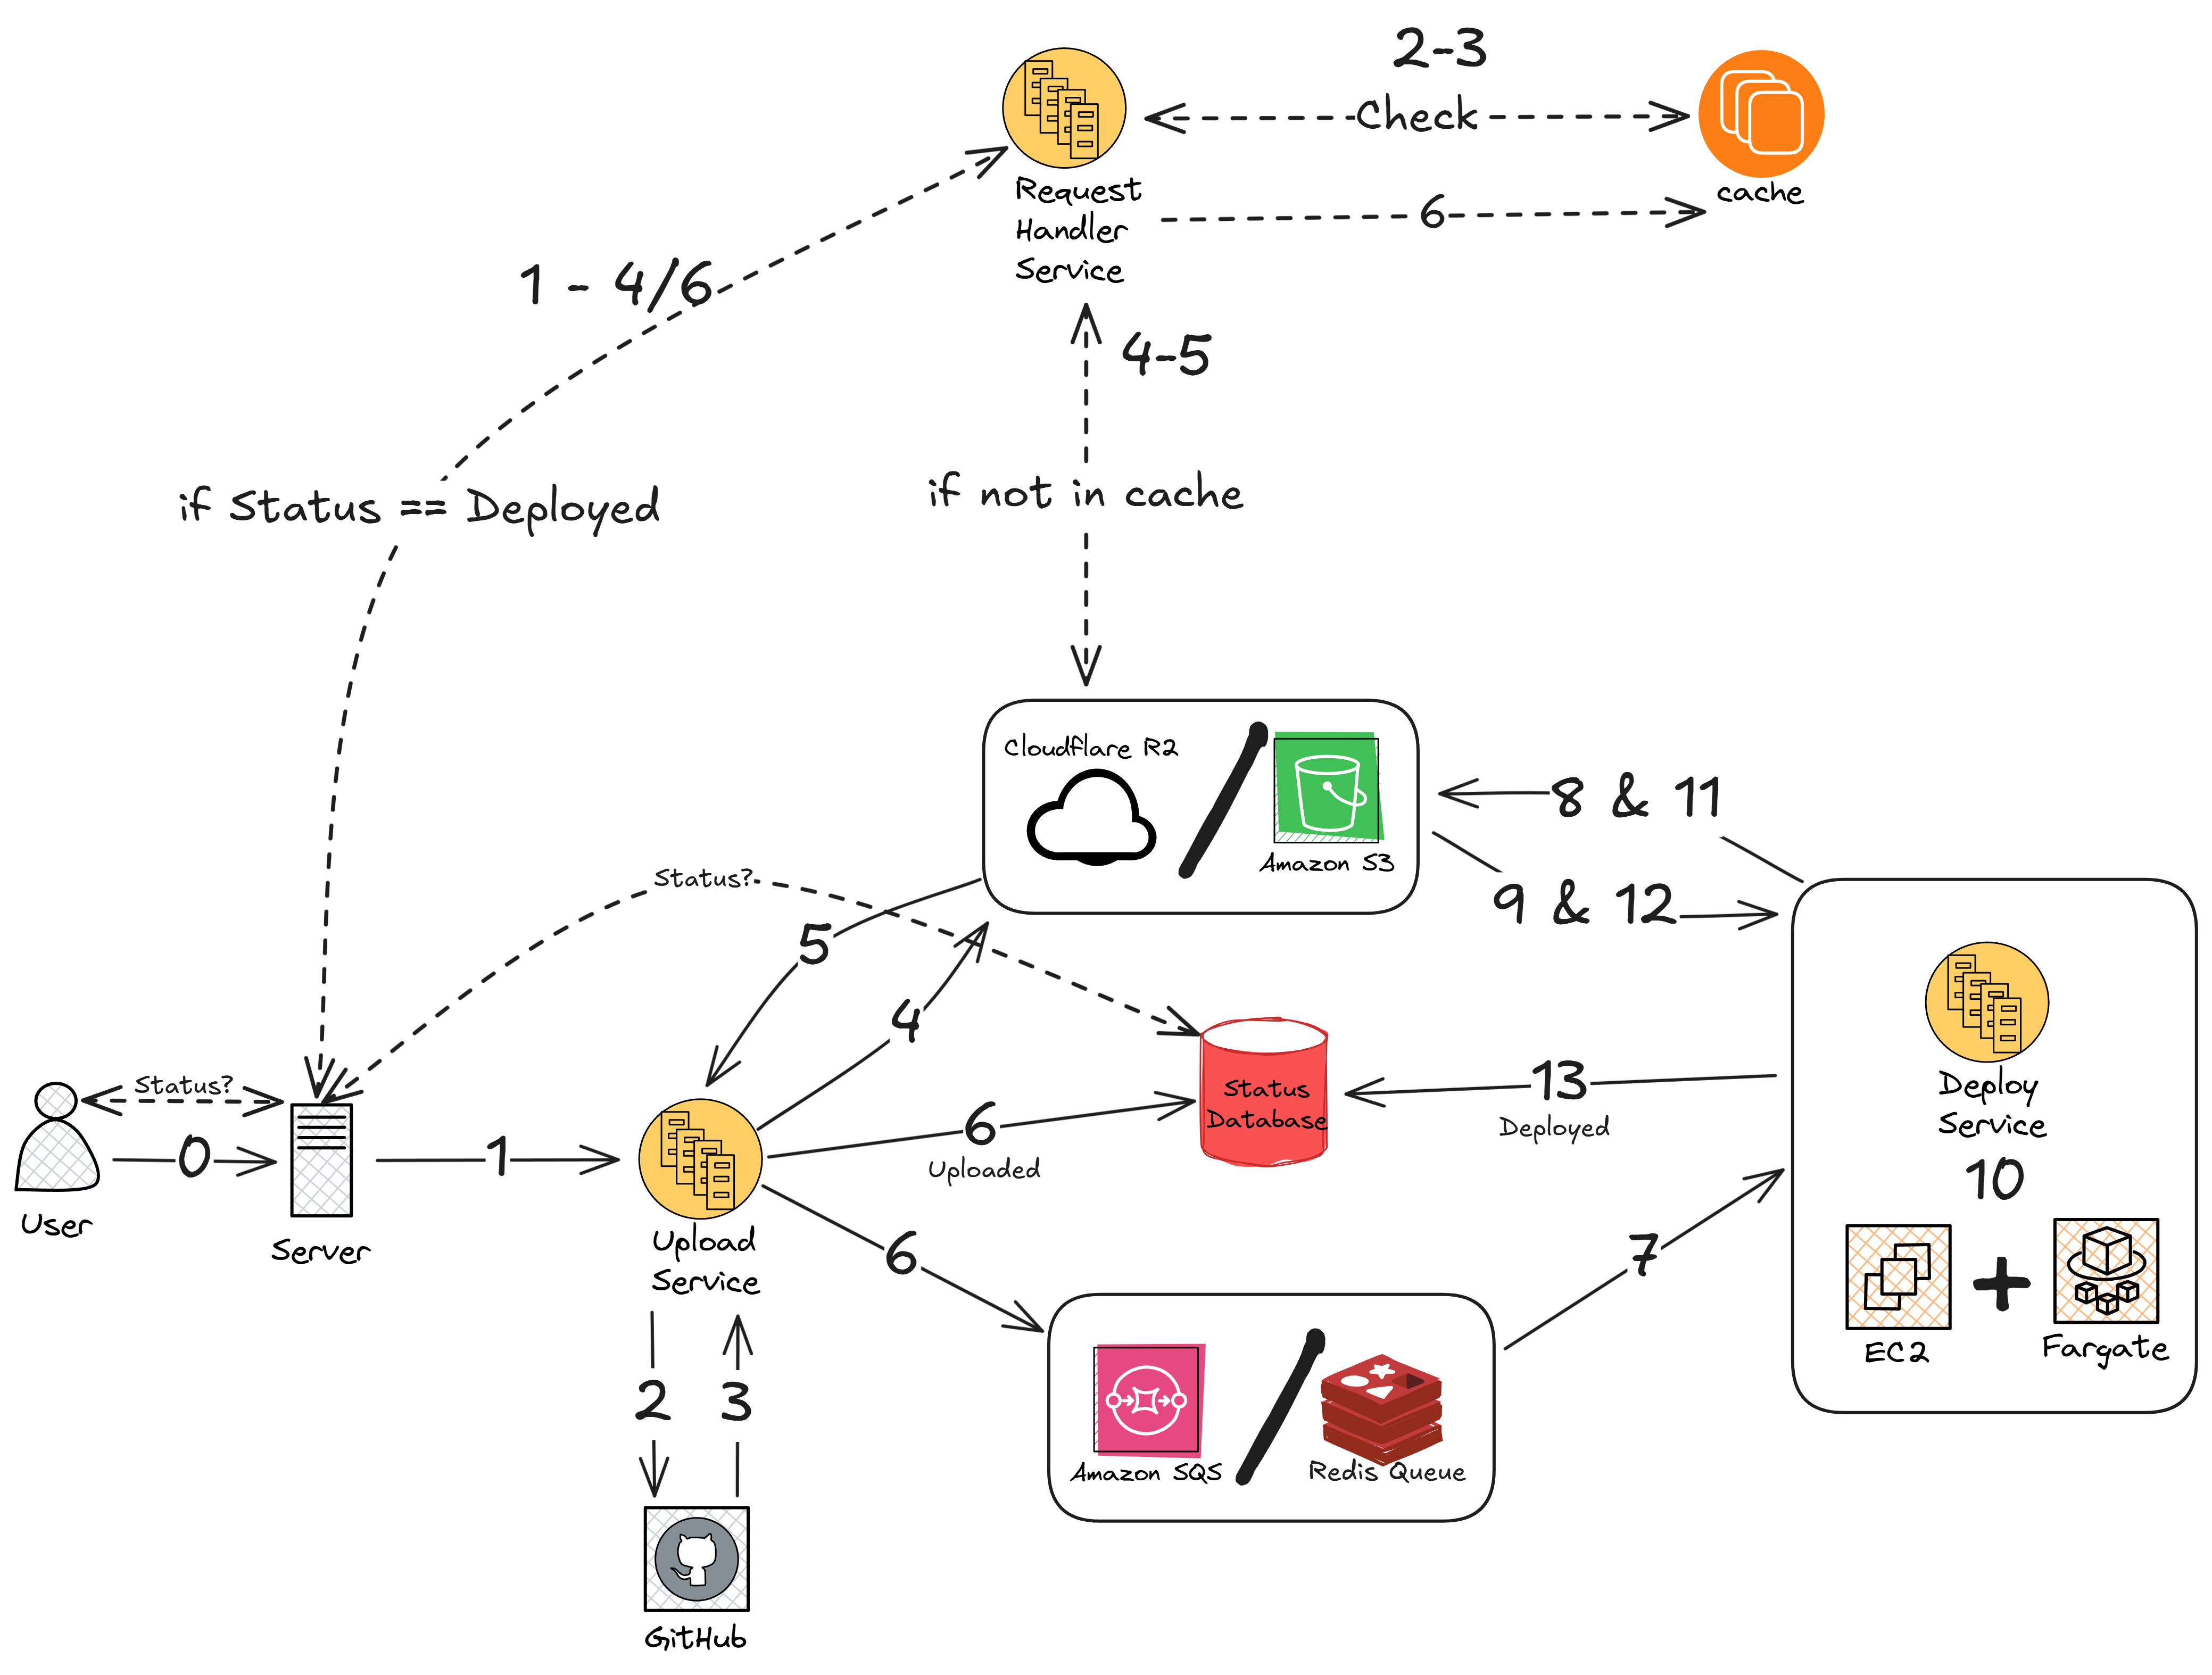 2-3
Check
cache
Request
Handler
Service
6
1 - 4/6
4-5
if Status == Deployed
if not in cache
Cloudflare R2
Amazon S3
8 & 11
9 & 12
Status?
5
4
Status?
Status
Database
13
Deployed
Deploy
Service
10
0
1
6
Uploaded
User
Server
Upload
Service
6
7
EC2
+
Fargate
2
3
Amazon SQS
Redis Queue
GitHub